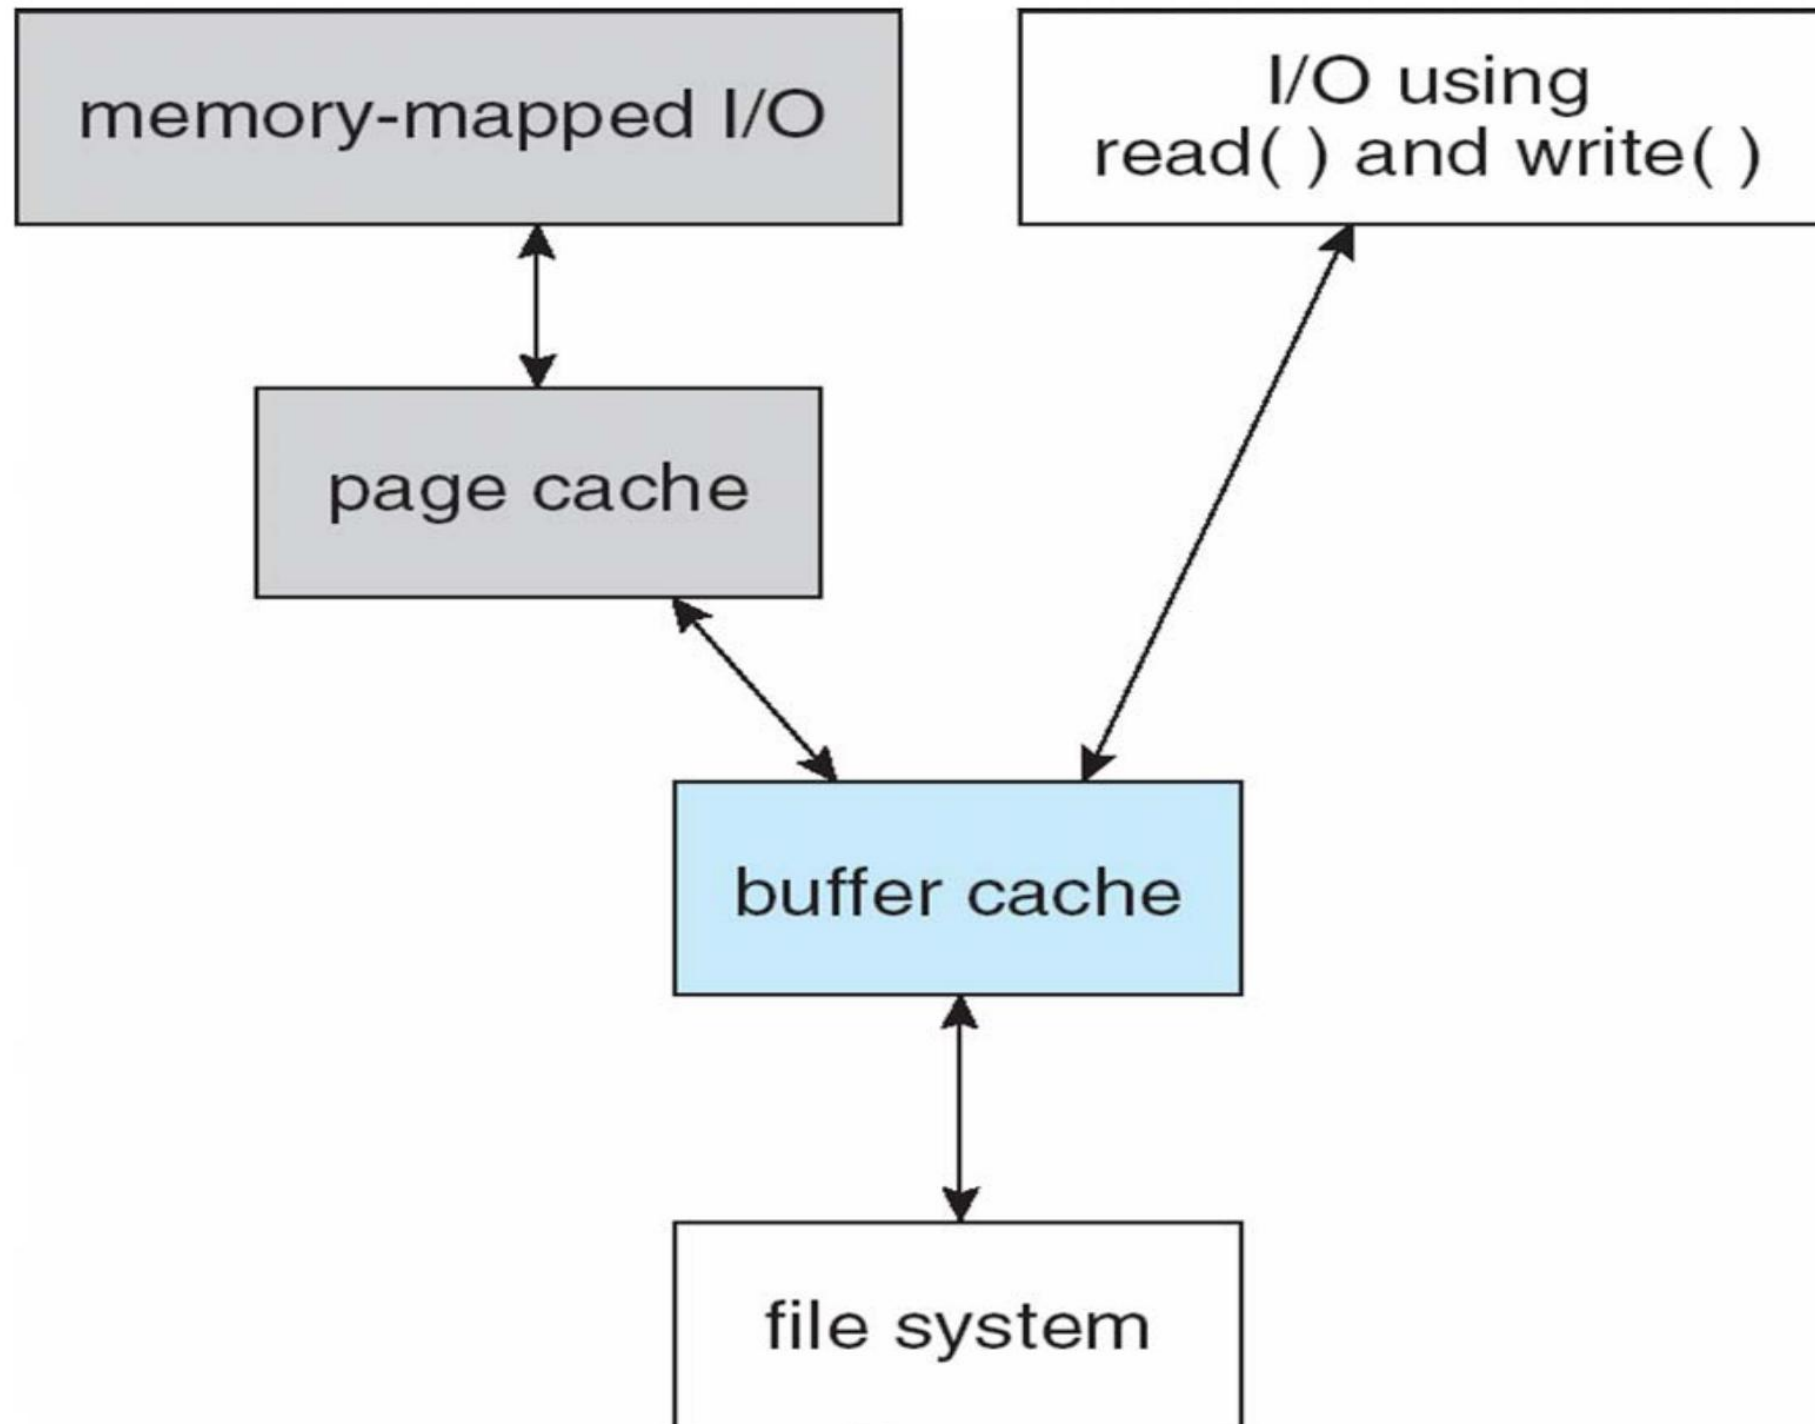 memory-mapped I/O
I/O using
read( ) and write( )
page cache
buffer cache
file system